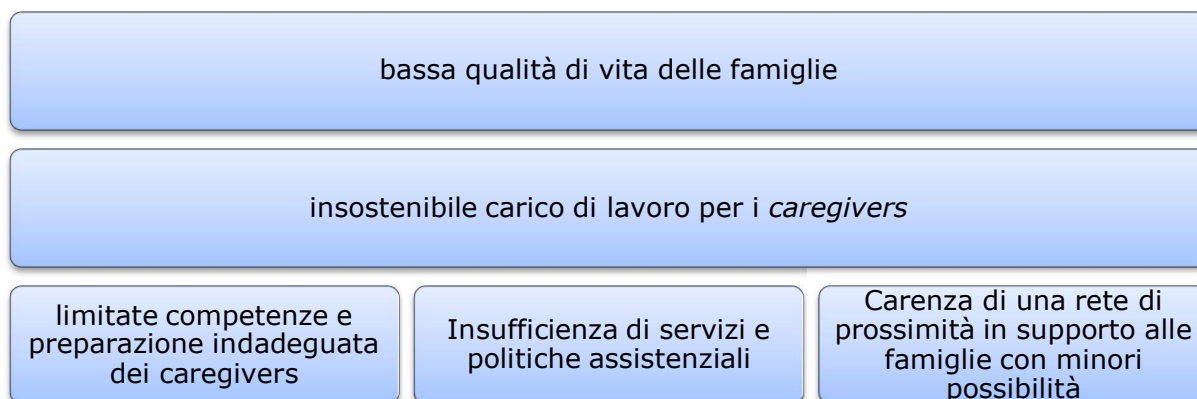 bassa qualità di vita delle famiglie
insostenibile carico di lavoro per i caregivers
limitate competenze e
preparazione indadeguata
dei caregivers
Insufficienza di servizi e
politiche assistenziali
Carenza di una rete di
prossimità in supporto alle
famiglie con minori
possibilità